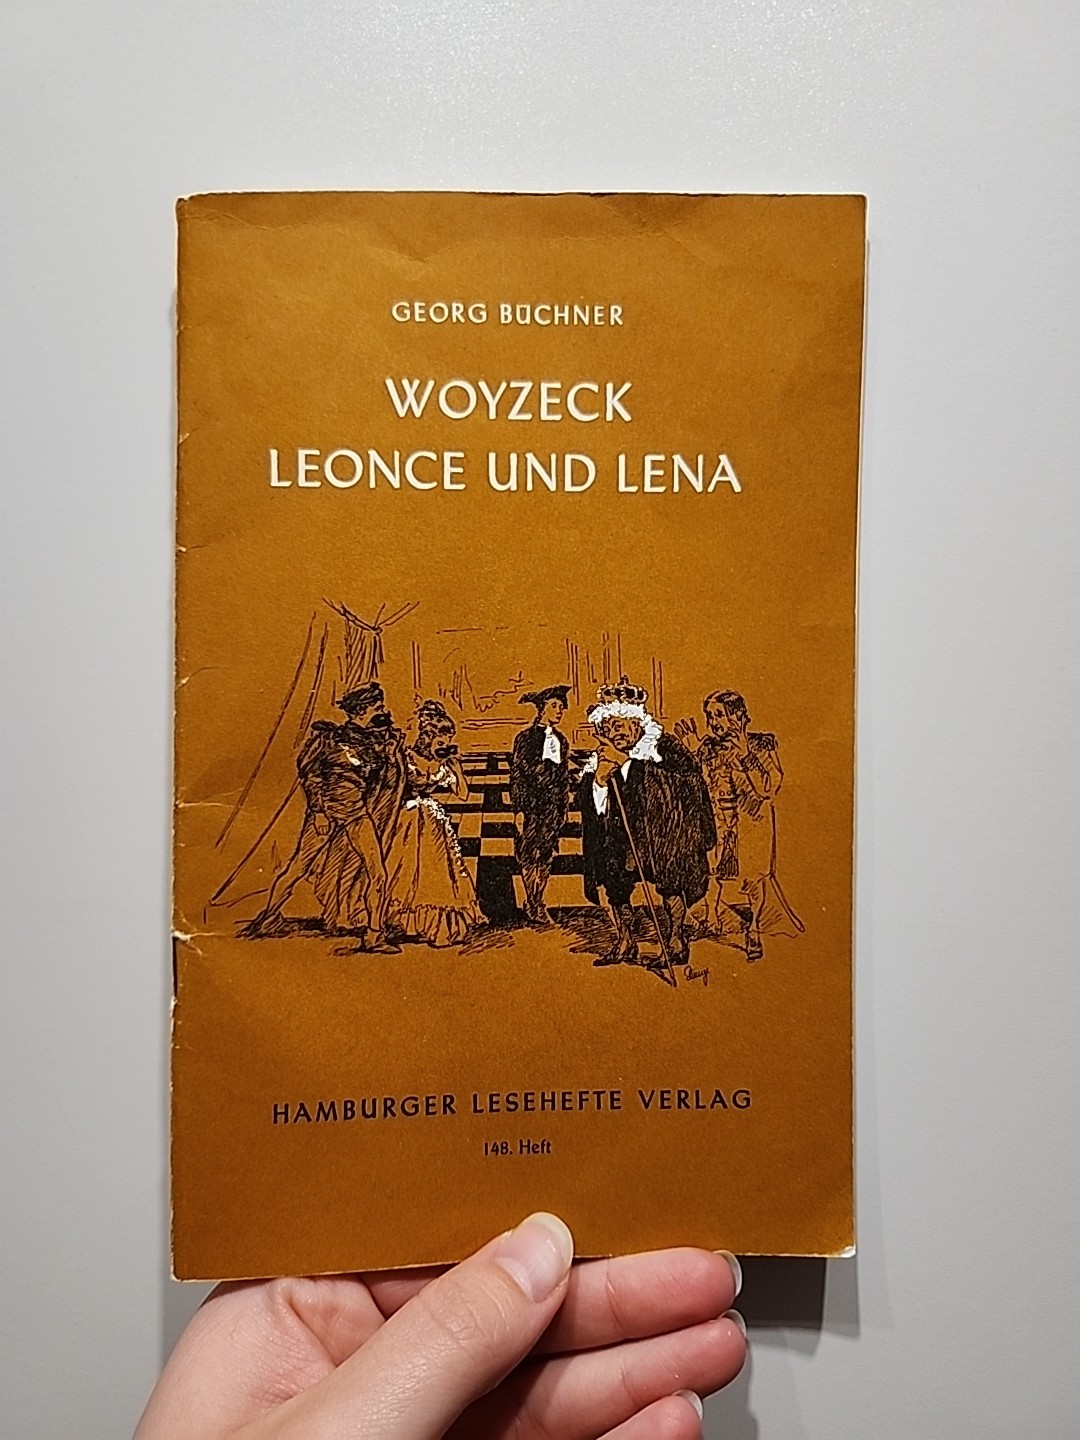 GEORG BÜCHNER
WOYZECK
LEONCE UND LENA
HAMBURGER LESEHEFTE VERLAG
148. Heft